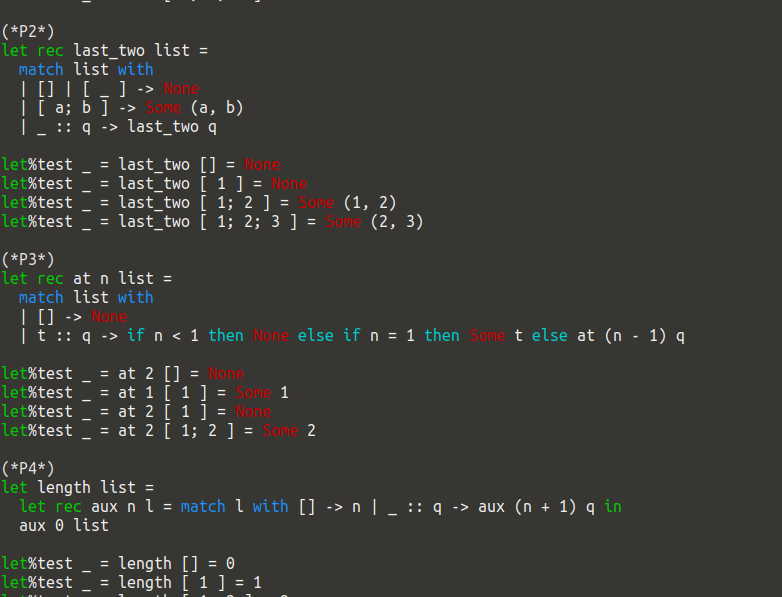 (*P2*)
let rec last_two list =
  match list with
  | [] | [ _ ] -> None
  | [ a; b ] -> Some (a, b)
  | _ :: q -> last_two q
let%test _ = last_two [] = None
let%test _ = last_two [ 1 ] = None
let%test _ = last_two [ 1; 2 ] = Some (1, 2)
let%test _ = last_two [ 1; 2; 3 ] = Some (2, 3)
(*P3*)
let rec at n list =
  match list with
  | [] -> None
  | t :: q -> if n < 1 then None else if n = 1 then Some t else at (n - 1) q
let%test _ = at 2 [] = None
let%test _ = at 1 [ 1 ] = Some 1
let%test _ = at 2 [ 1 ] = None
let%test _ = at 2 [ 1; 2 ] = Some 2
(*P4*)
let length list =
  let rec aux n l = match l with [] -> n | _ :: q -> aux (n + 1) q in
  aux 0 list
let%test _ = length [] = 0
let%test _ = length [ 1 ] = 1